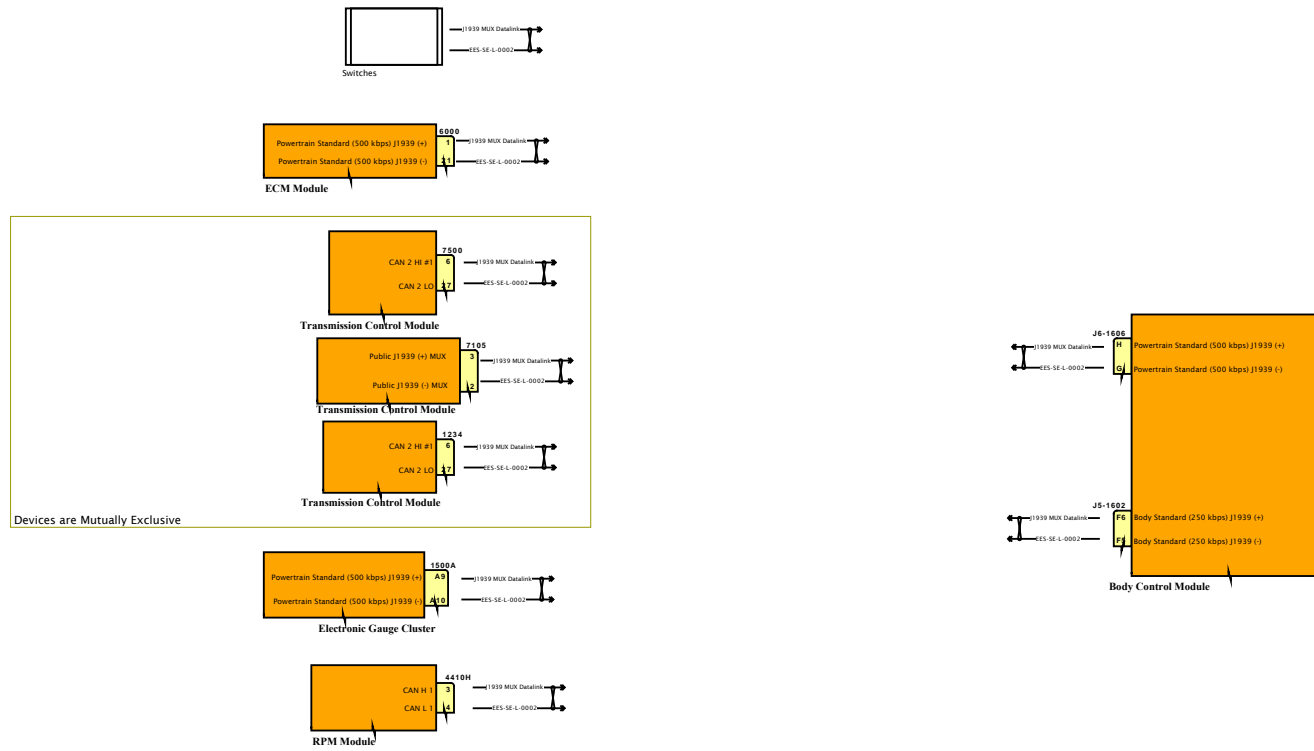 J1939 MUX Datalink
EES-SE-L-0002
Switches
6000
Powertrain Standard (500 kbps) J1939 (+) 1 J1939 MUX Datalink
Powertrain Standard (500 kbps) J1939 (-) 21 EES-SE-L-0002
ECM Module
7500
CAN 2 HI #1 6 J1939 MUX Datalink
CAN 2 LO 27 EES-SE-L-0002
Transmission Control Module
7105
Public J1939 (+) MUX 3 J1939 MUX Datalink
Public J1939 (-) MUX 2 EES-SE-L-0002
Transmission Control Module
1234
CAN 2 HI #1 6 J1939 MUX Datalink
CAN 2 LO 27 EES-SE-L-0002
Transmission Control Module
Devices are Mutually Exclusive
1500A
Powertrain Standard (500 kbps) J1939 (+) A9 J1939 MUX Datalink
Powertrain Standard (500 kbps) J1939 (-) A10 EES-SE-L-0002
Electronic Gauge Cluster
4410H
CAN H 1 3 J1939 MUX Datalink
CAN L 1 4 EES-SE-L-0002
RPM Module
J6-1606
J1939 MUX Datalink H Powertrain Standard (500 kbps) J1939 (+)
EES-SE-L-0002 G Powertrain Standard (500 kbps) J1939 (-)
J5-1602
J1939 MUX Datalink F6 Body Standard (250 kbps) J1939 (+)
EES-SE-L-0002 F5 Body Standard (250 kbps) J1939 (-)
Body Control Module